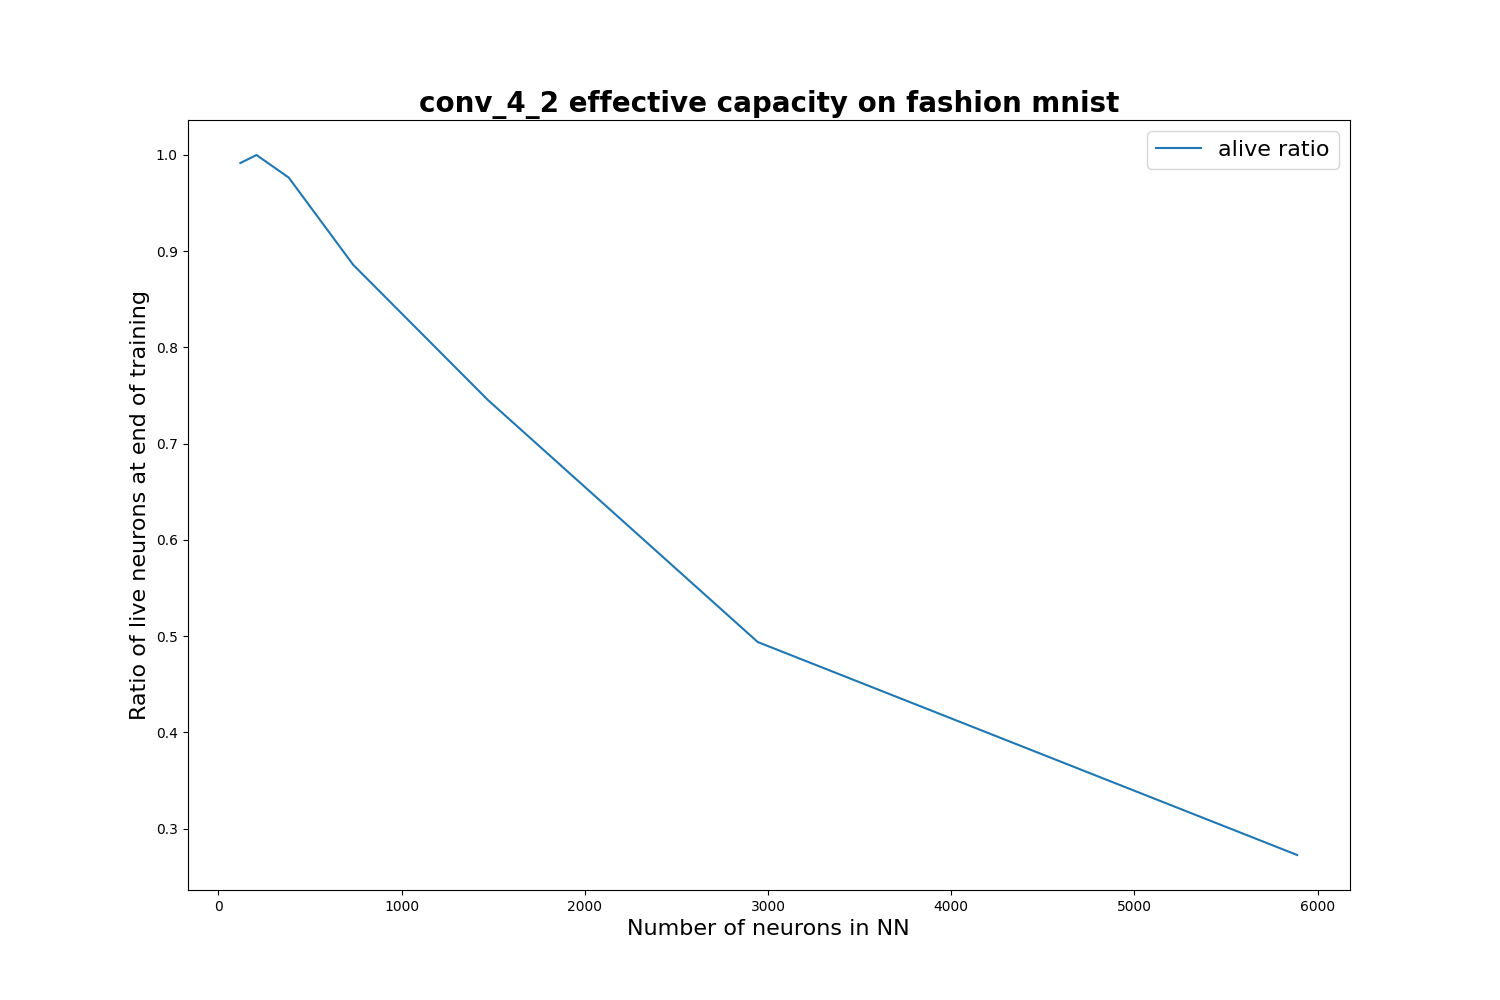 conv_4_2 effective capacity on fashion mnist
alive ratio
Ratio of live neurons at end of training
1.0
0.9
0.8
0.7
0.6
0.5
0.4
0.3
0 1000 2000 3000 4000 5000 6000
Number of neurons in NN